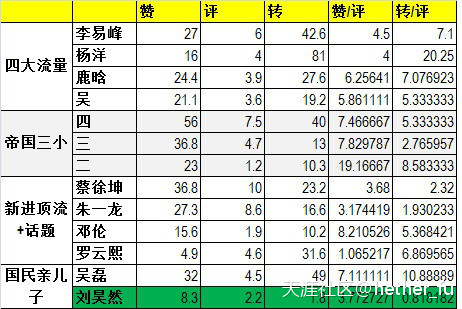 赞 评 转 赞/评 转/评
四大流量 李易峰 27 6 42.6 4.5 7.1
杨洋 16 4 81 4 20.25
鹿晗 24.4 3.9 27.6 6.25641 7.076923
吴 21.1 3.6 19.2 5.861111 5.333333
帝国三小 四 56 7.5 40 7.466667 5.333333
三 36.8 4.7 13 7.829787 2.765957
二 23 1.2 10.3 19.16667 8.583333
新进顶流+话题 蔡徐坤 36.8 10 23.2 3.68 2.32
朱一龙 27.3 8.6 16.6 3.174419 1.930233
邓伦 15.6 1.9 10.2 8.210526 5.368421
罗云熙 4.9 4.6 31.6 1.065217 6.869565
国民亲儿子 吴磊 32 4.5 49 7.111111 10.88889
刘昊然 8.3 2.2 1.8 3.772727 0.818182
天涯社区